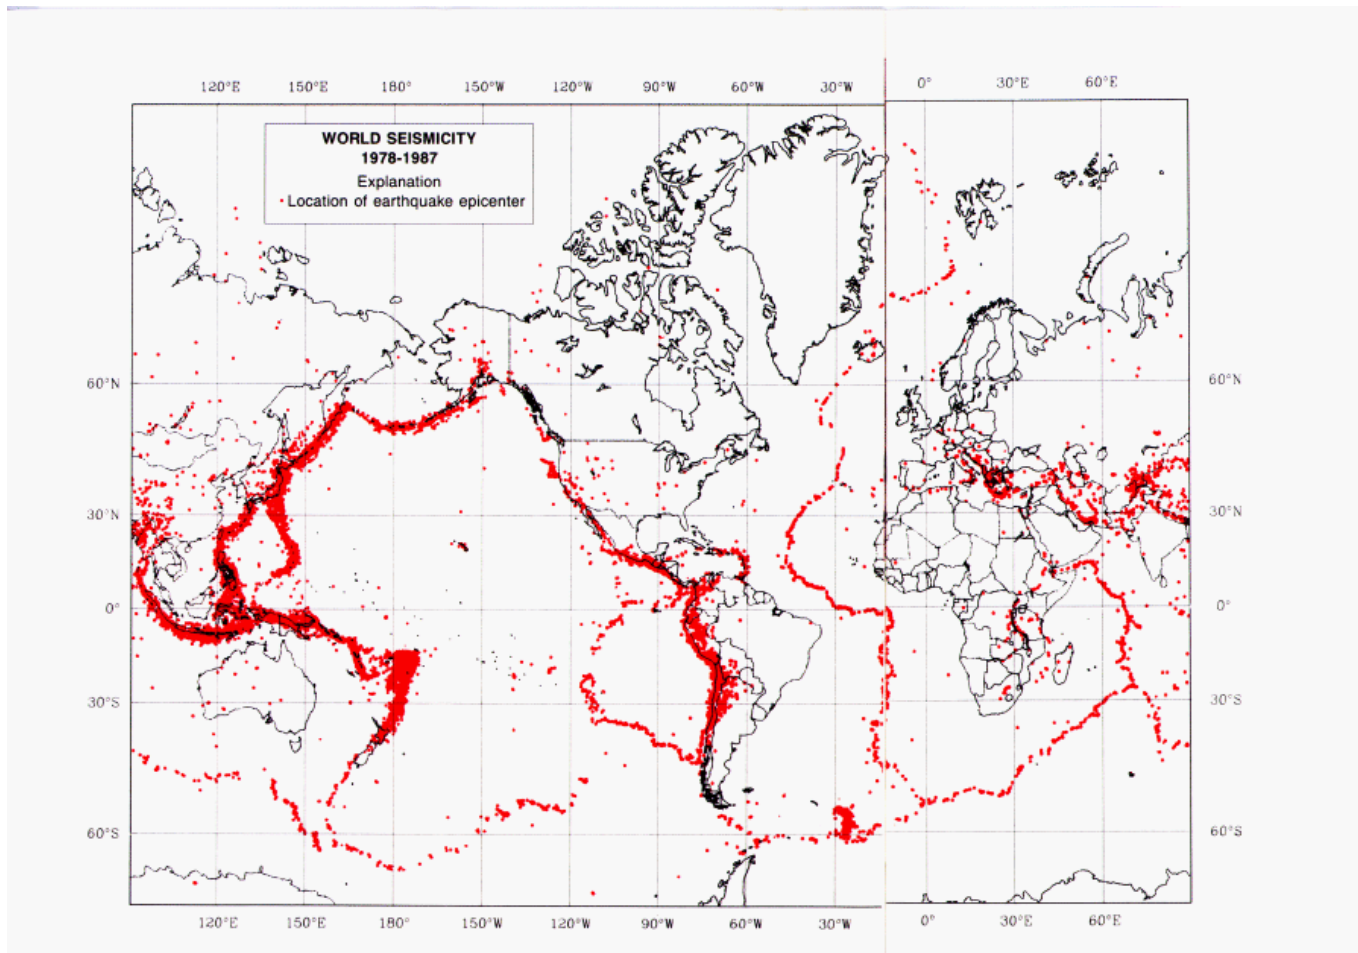 120°E 150°E 180° 150°W 120°W 90°W 60°W 30°W 0° 30°E 60°E
WORLD SEISMICITY
1978-1987
Explanation
Location of earthquake epicenter
60°N 60°N
30°N 30°N
0° 0°
30°S 30°S
60°S 60°S
120°E 150°E 180° 150°W 120°W 90°W 60°W 30°W 0° 30°E 60°E